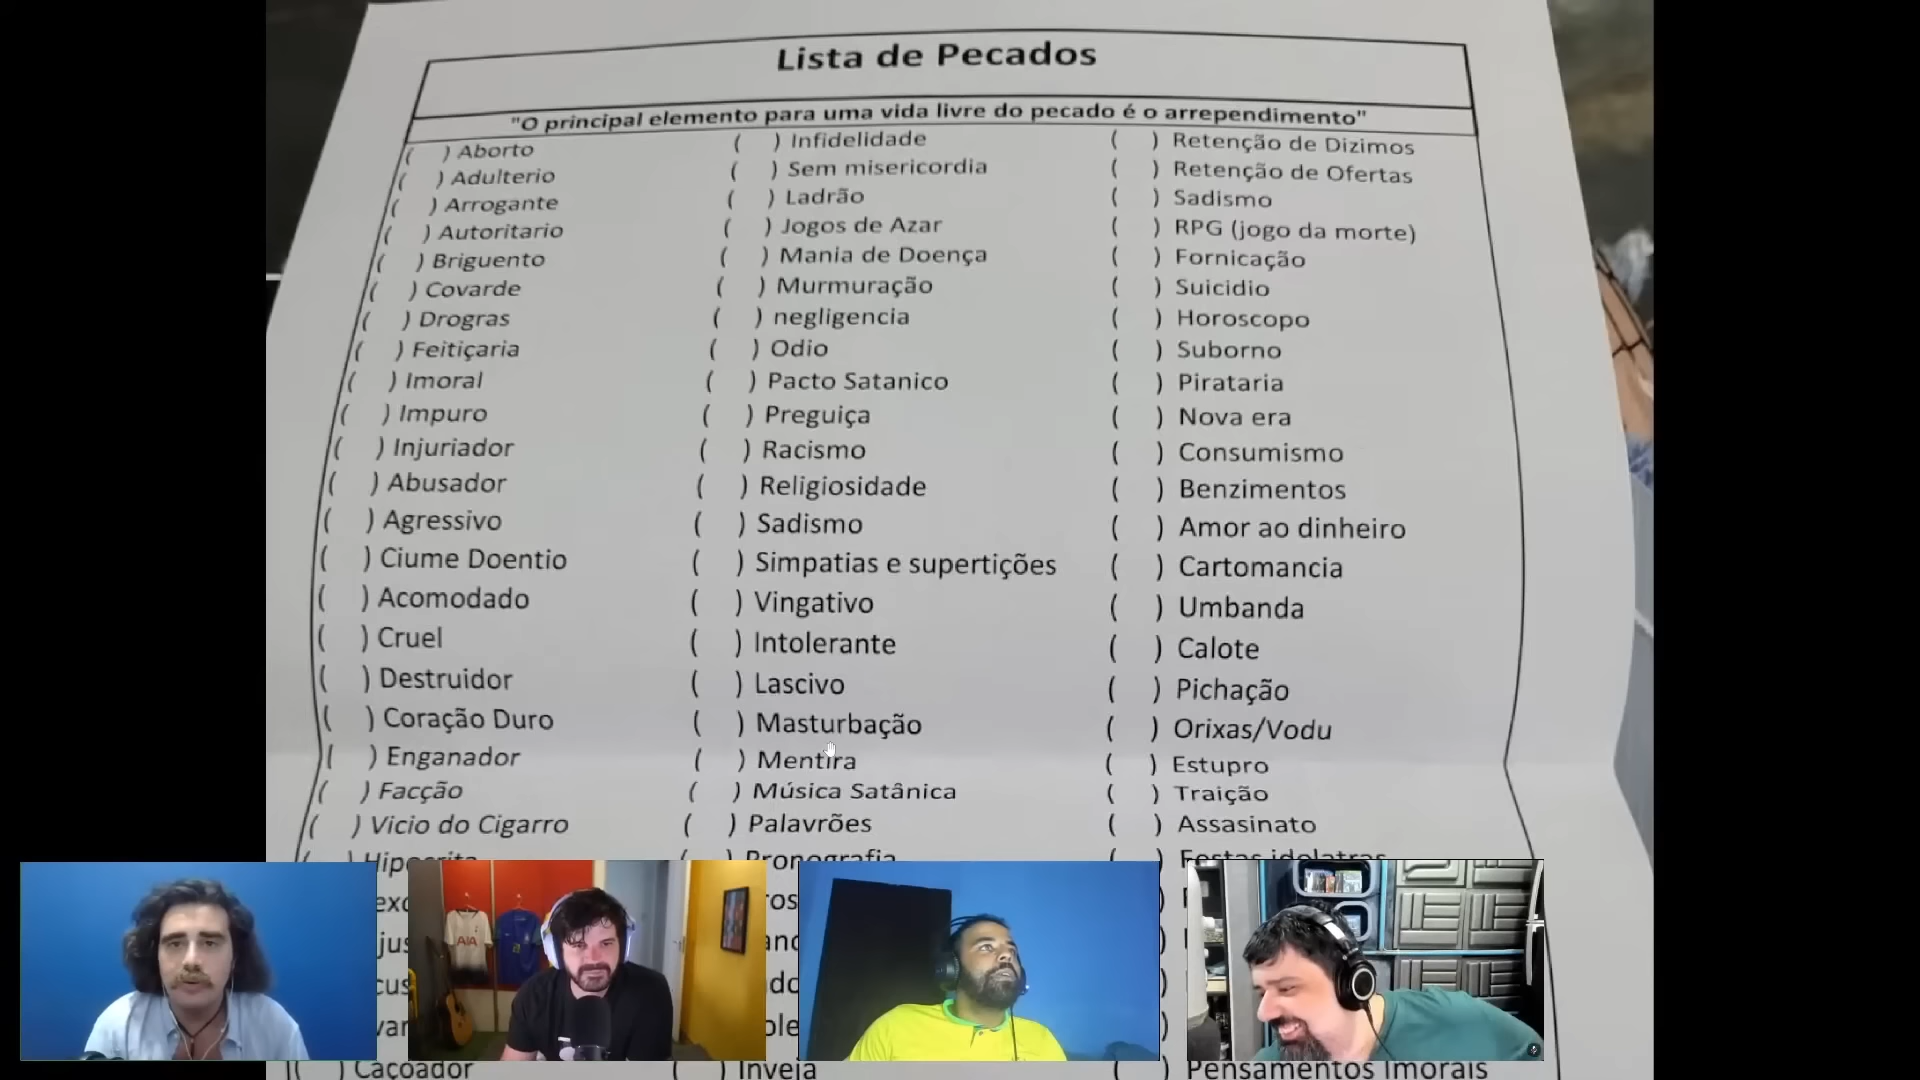 Lista de Pecados
"O principal elemento para uma vida livre do pecado é o arrependimento"
( ) Aborto
( ) Adulterio
( ) Arrogante
( ) Autoritario
( ) Briguento
( ) Covarde
( ) Drogras
( ) Feitiçaria
( ) Imoral
( ) Impuro
( ) Injuriador
( ) Abusador
( ) Agressivo
( ) Ciume Doentio
( ) Acomodado
( ) Cruel
( ) Destruidor
( ) Coração Duro
( ) Enganador
( ) Facção
( ) Vicio do Cigarro
( ) Hipocrita
( ) Caçoador
( ) Infidelidade
( ) Sem misericordia
( ) Ladrão
( ) Jogos de Azar
( ) Mania de Doença
( ) Murmuração
( ) negligencia
( ) Odio
( ) Pacto Satanico
( ) Preguiça
( ) Racismo
( ) Religiosidade
( ) Sadismo
( ) Simpatias e supertições
( ) Vingativo
( ) Intolerante
( ) Lascivo
( ) Masturbação
( ) Mentira
( ) Música Satânica
( ) Palavrões
( ) Pronografia
( ) Inveja
( ) Retenção de Dizimos
( ) Retenção de Ofertas
( ) Sadismo
( ) RPG (jogo da morte)
( ) Fornicação
( ) Suicidio
( ) Horoscopo
( ) Suborno
( ) Pirataria
( ) Nova era
( ) Consumismo
( ) Benzimentos
( ) Amor ao dinheiro
( ) Cartomancia
( ) Umbanda
( ) Calote
( ) Pichação
( ) Orixas/Vodu
( ) Estupro
( ) Traição
( ) Assasinato
( ) Festas idolatras
( ) Pensamentos Imorais
AIA